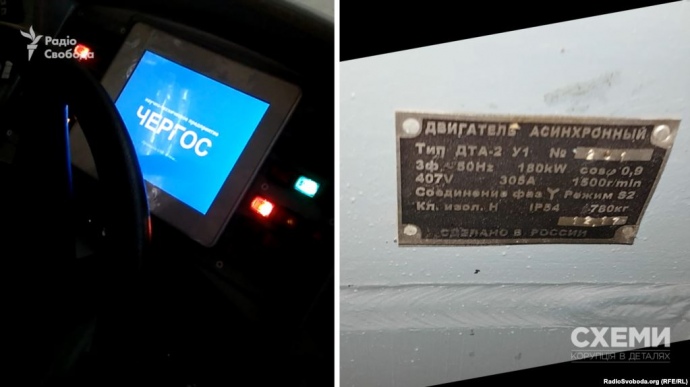 Радіо
Свобода
ЧЕРГОС
ДВИГАТЕЛЬ АСИНХРОННЫЙ
Тип ДТА-2 У1 №
3ф ~50Hz 180kW cosφ 0,9
407V 305A 1500r/min
Соединение фаз Y Режим S2
Кл. изол. Н IP54 760кг
СДЕЛАНО В РОССИИ
СХЕМИ
КОРУПЦІЯ В ДЕТАЛЯХ
RadioSvoboda.org (RFE/RL)